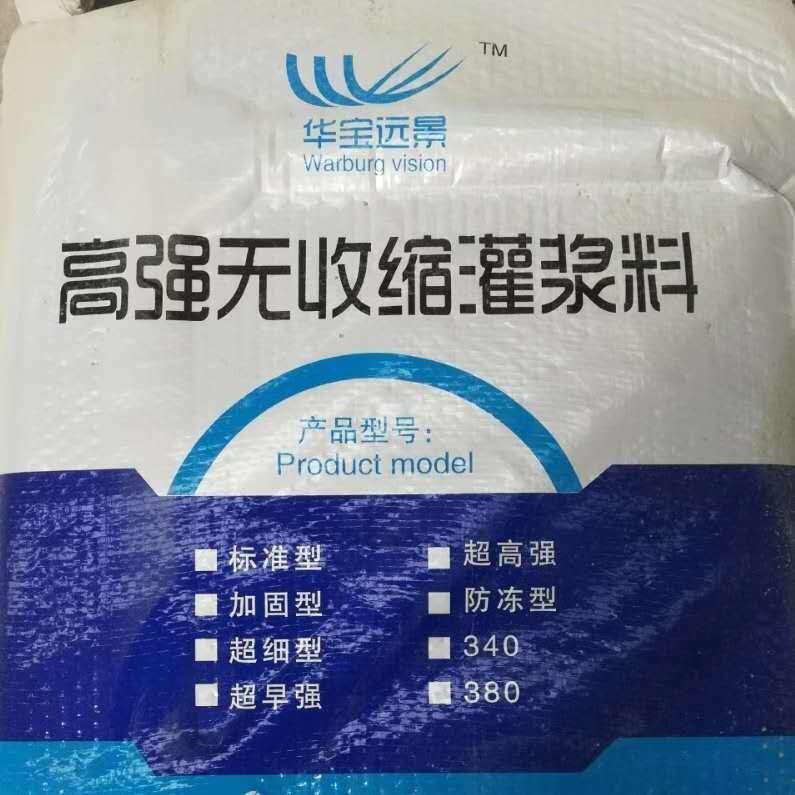 TM
华宝远景
Warburg vision
高强无收缩灌浆料
产品型号:
Product model
标准型
超高强
加固型
防冻型
超细型
340
超早强
380